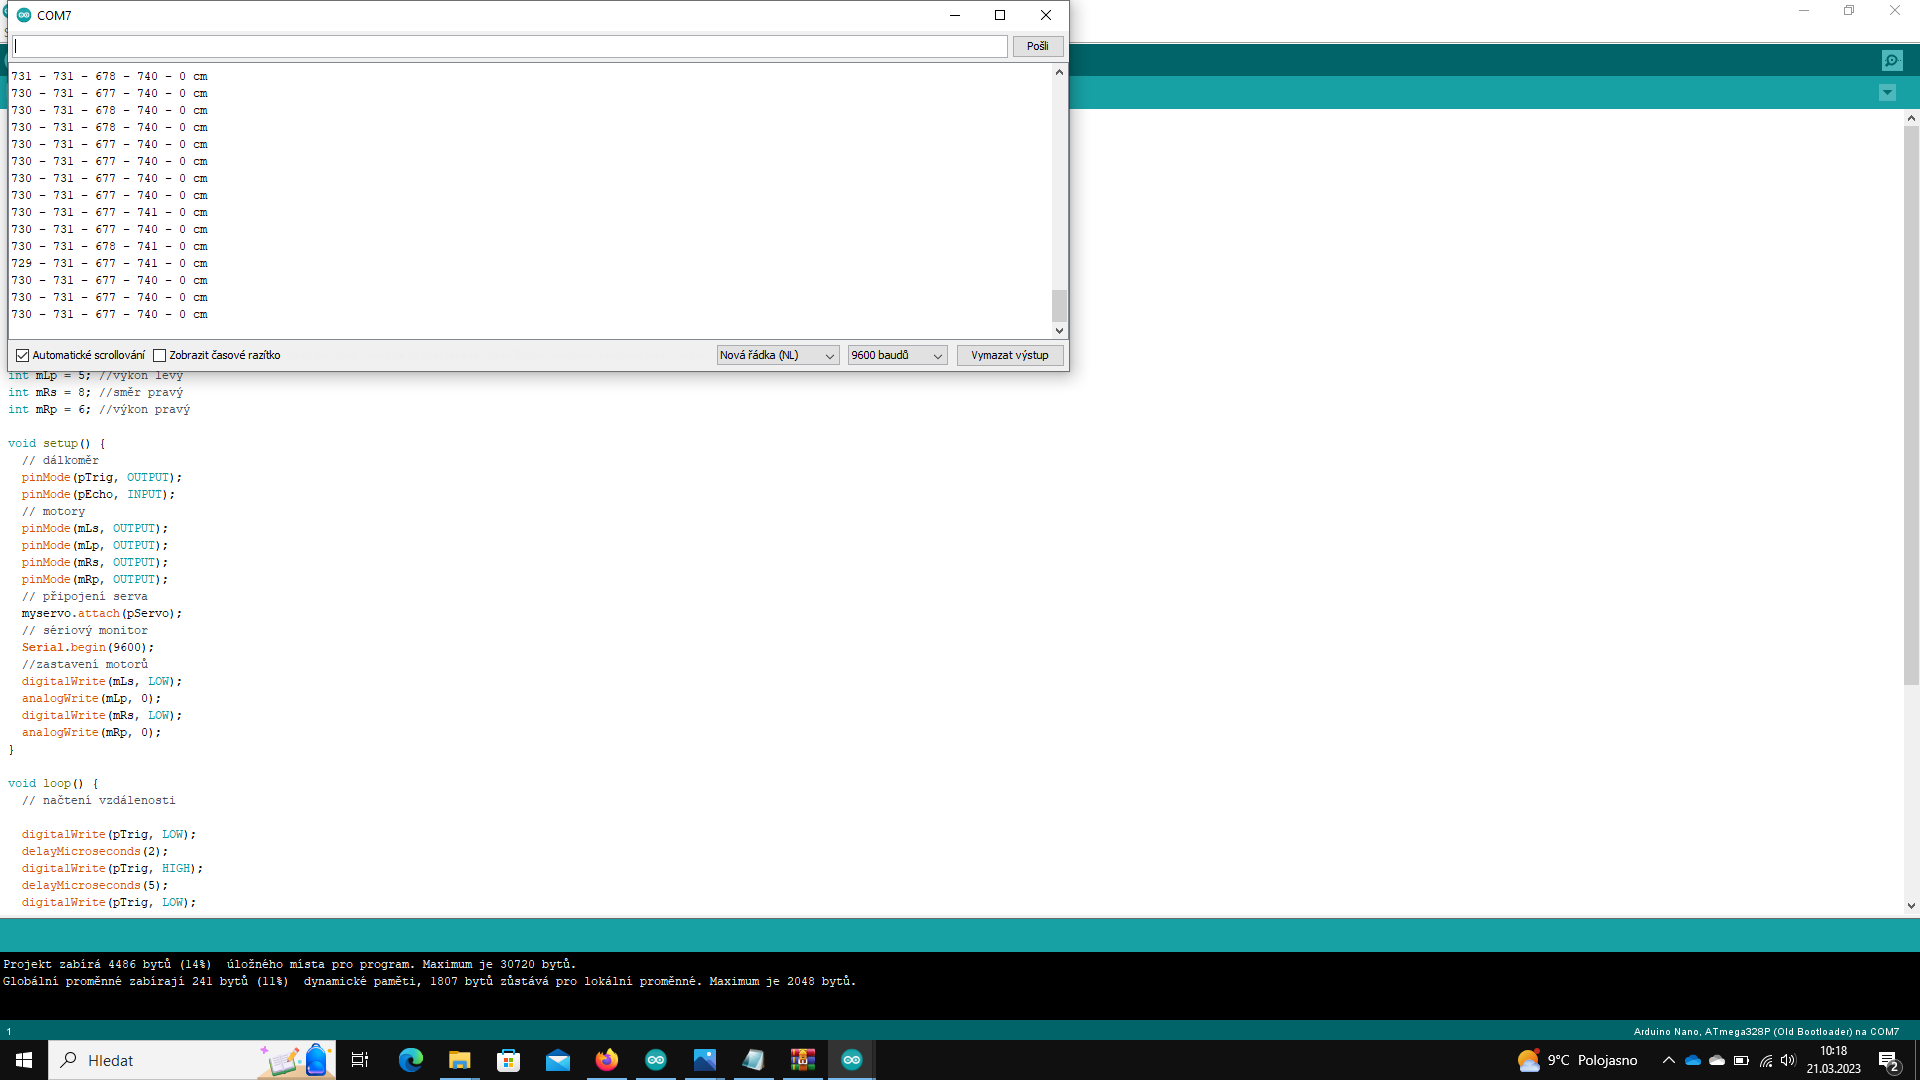 COM7
Pošli
731 - 731 - 678 - 740 - 0 cm
730 - 731 - 677 - 740 - 0 cm
730 - 731 - 678 - 740 - 0 cm
730 - 731 - 678 - 740 - 0 cm
730 - 731 - 677 - 740 - 0 cm
730 - 731 - 677 - 740 - 0 cm
730 - 731 - 677 - 740 - 0 cm
730 - 731 - 677 - 740 - 0 cm
730 - 731 - 677 - 741 - 0 cm
730 - 731 - 677 - 740 - 0 cm
730 - 731 - 678 - 741 - 0 cm
729 - 731 - 677 - 741 - 0 cm
730 - 731 - 677 - 740 - 0 cm
730 - 731 - 677 - 740 - 0 cm
730 - 731 - 677 - 740 - 0 cm
Automatické scrollování Zobrazit časové razítko Nová řádka (NL) 9600 baudů Vymazat výstup
int mLp = 5; //výkon levý
int mRs = 8; //směr pravý
int mRp = 6; //výkon pravý
void setup() {
// dálkoměr
pinMode(pTrig, OUTPUT);
pinMode(pEcho, INPUT);
// motory
pinMode(mLs, OUTPUT);
pinMode(mLp, OUTPUT);
pinMode(mRs, OUTPUT);
pinMode(mRp, OUTPUT);
// připojení serva
myservo.attach(pServo);
// sériový monitor
Serial.begin(9600);
//zastavení motorů
digitalWrite(mLs, LOW);
analogWrite(mLp, 0);
digitalWrite(mRs, LOW);
analogWrite(mRp, 0);
}
void loop() {
// načtení vzdálenosti
digitalWrite(pTrig, LOW);
delayMicroseconds(2);
digitalWrite(pTrig, HIGH);
delayMicroseconds(5);
digitalWrite(pTrig, LOW);
Projekt zabírá 4486 bytů (14%) úložného místa pro program. Maximum je 30720 bytů.
Globální proměnné zabírají 241 bytů (11%) dynamické paměti, 1807 bytů zůstává pro lokální proměnné. Maximum je 2048 bytů.
1 Arduino Nano, ATmega328P (Old Bootloader) na COM7
Hledat 9°C Polojasno 10:18
21.03.2023 2